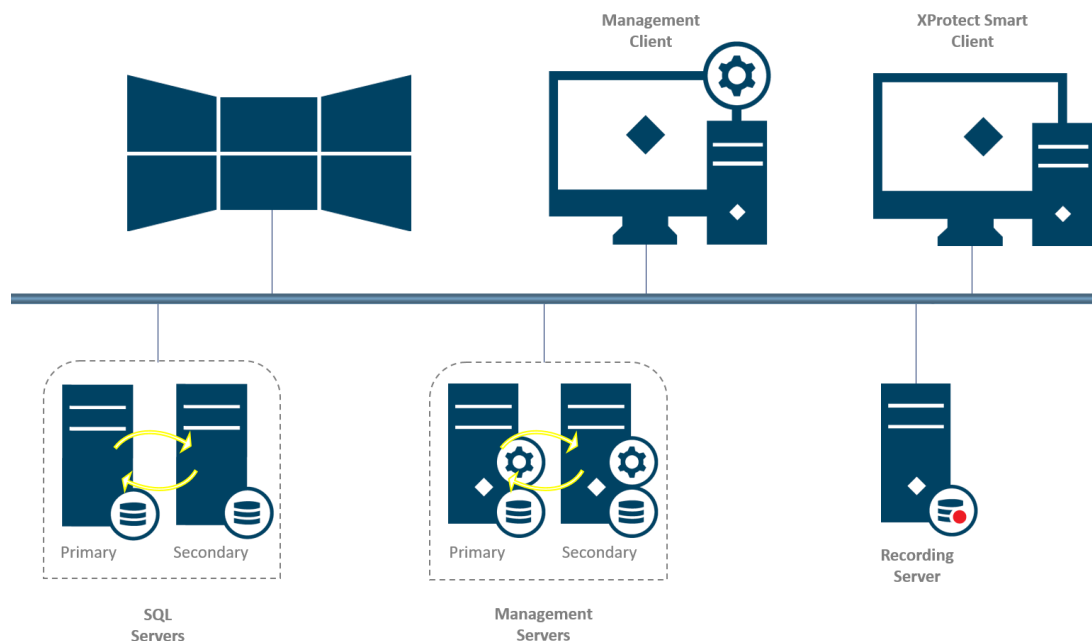 Management
Client
XProtect Smart
Client
Primary
Secondary
Primary
Secondary
Recording
Server
SQL
Servers
Management
Servers